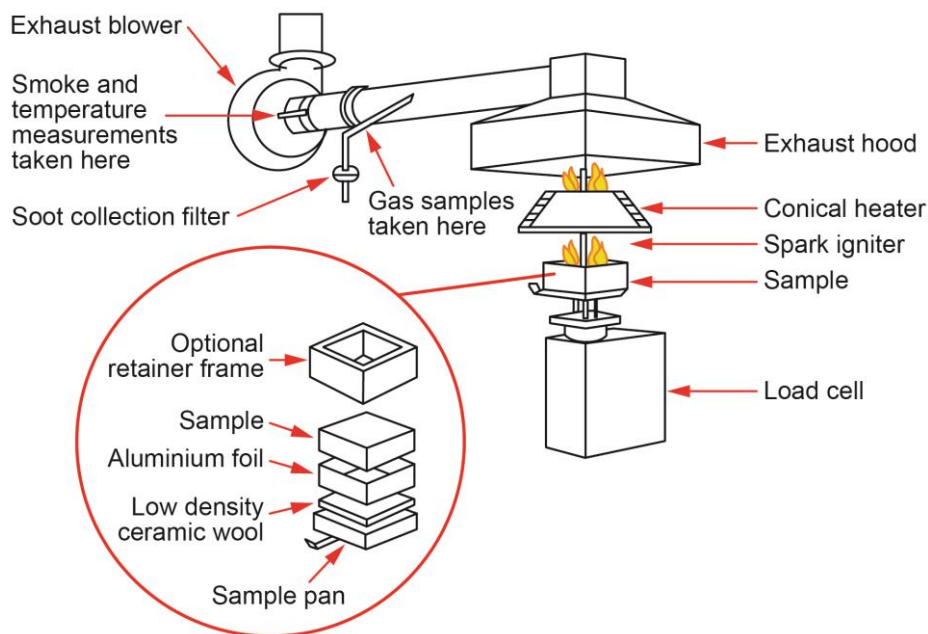 Exhaust blower
Smoke and
temperature
measurements
taken here
Soot collection filter
Gas samples
taken here
Exhaust hood
Conical heater
Spark igniter
Sample
Load cell
Optional
retainer frame
Sample
Aluminium foil
Low density
ceramic wool
Sample pan